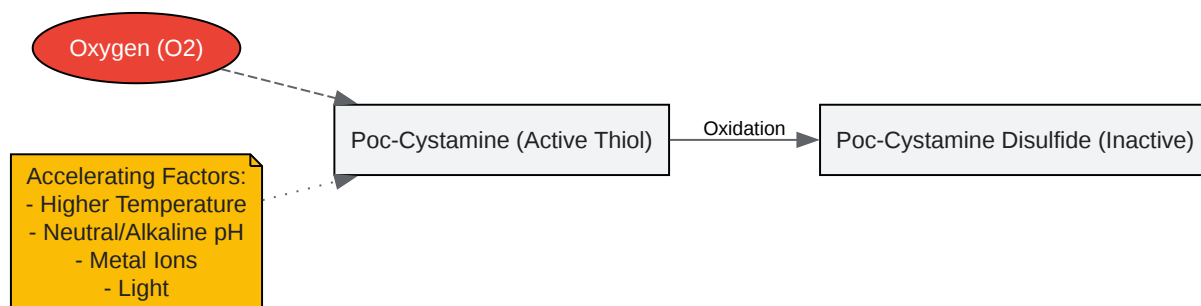 Oxygen (O2)
Poc-Cystamine (Active Thiol)
Oxidation
Poc-Cystamine Disulfide (Inactive)
Accelerating Factors:
- Higher Temperature
- Neutral/Alkaline pH
- Metal Ions
- Light